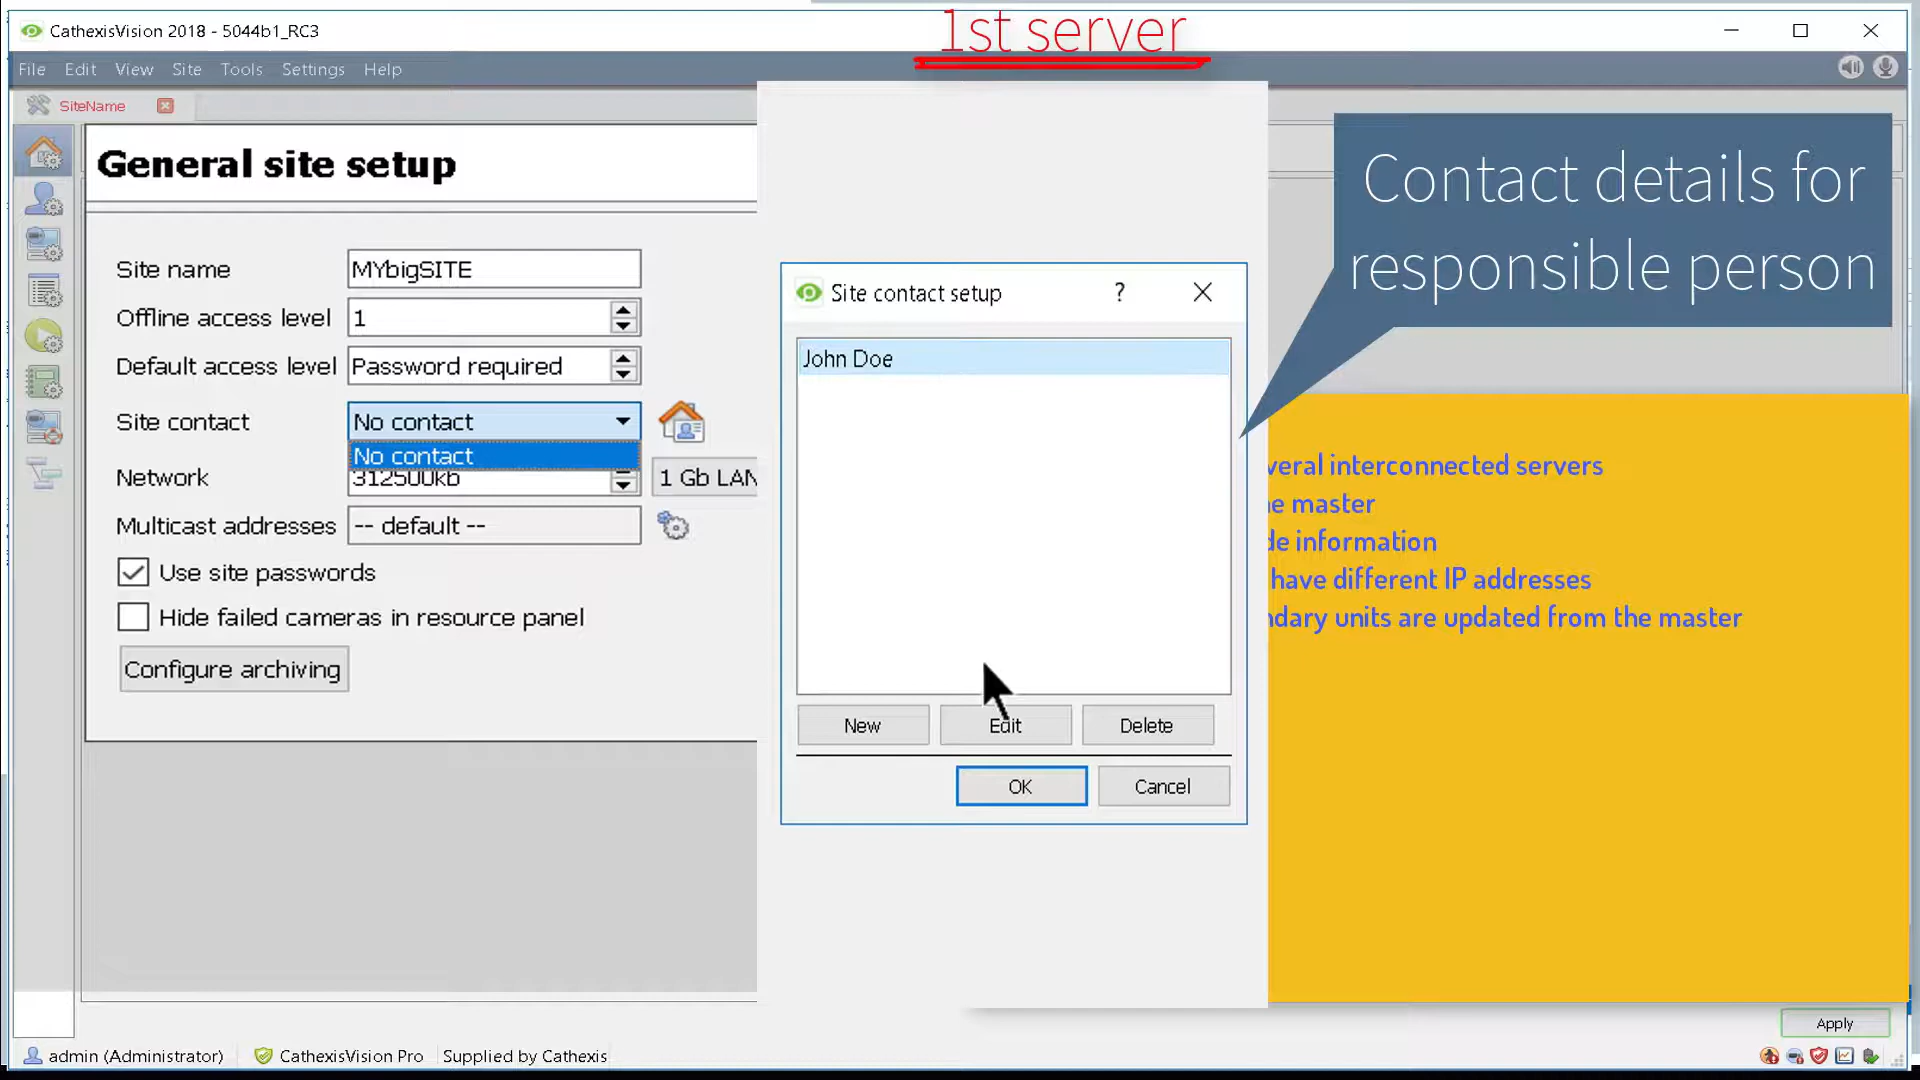 1st server
CathexisVision 2018 - 5044b1_RC3
File Edit View Site Tools Settings Help
SiteName
General site setup
Site name MYbigSITE
Offline access level 1
Default access level Password required
Site contact No contact
No contact
Network 312500kb 1 Gb LAN
Multicast addresses -- default --
Use site passwords
Hide failed cameras in resource panel
Configure archiving
Site contact setup ?
John Doe
New Edit Delete
OK Cancel
Contact details for
responsible person
interconnected servers
master
information
have different IP addresses
units are updated from the master
Apply
admin (Administrator) CathexisVision Pro Supplied by Cathexis